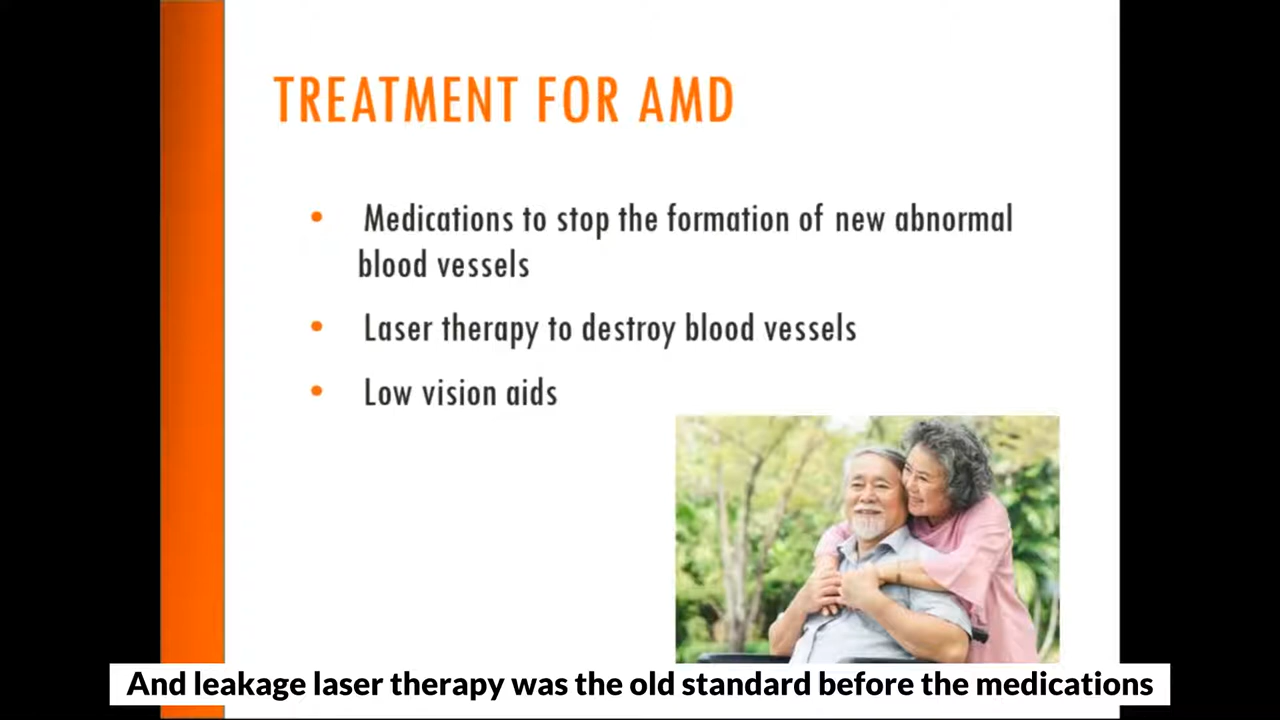 TREATMENT FOR AMD
• Medications to stop the formation of new abnormal
blood vessels
• Laser therapy to destroy blood vessels
• Low vision aids
And leakage laser therapy was the old standard before the medications